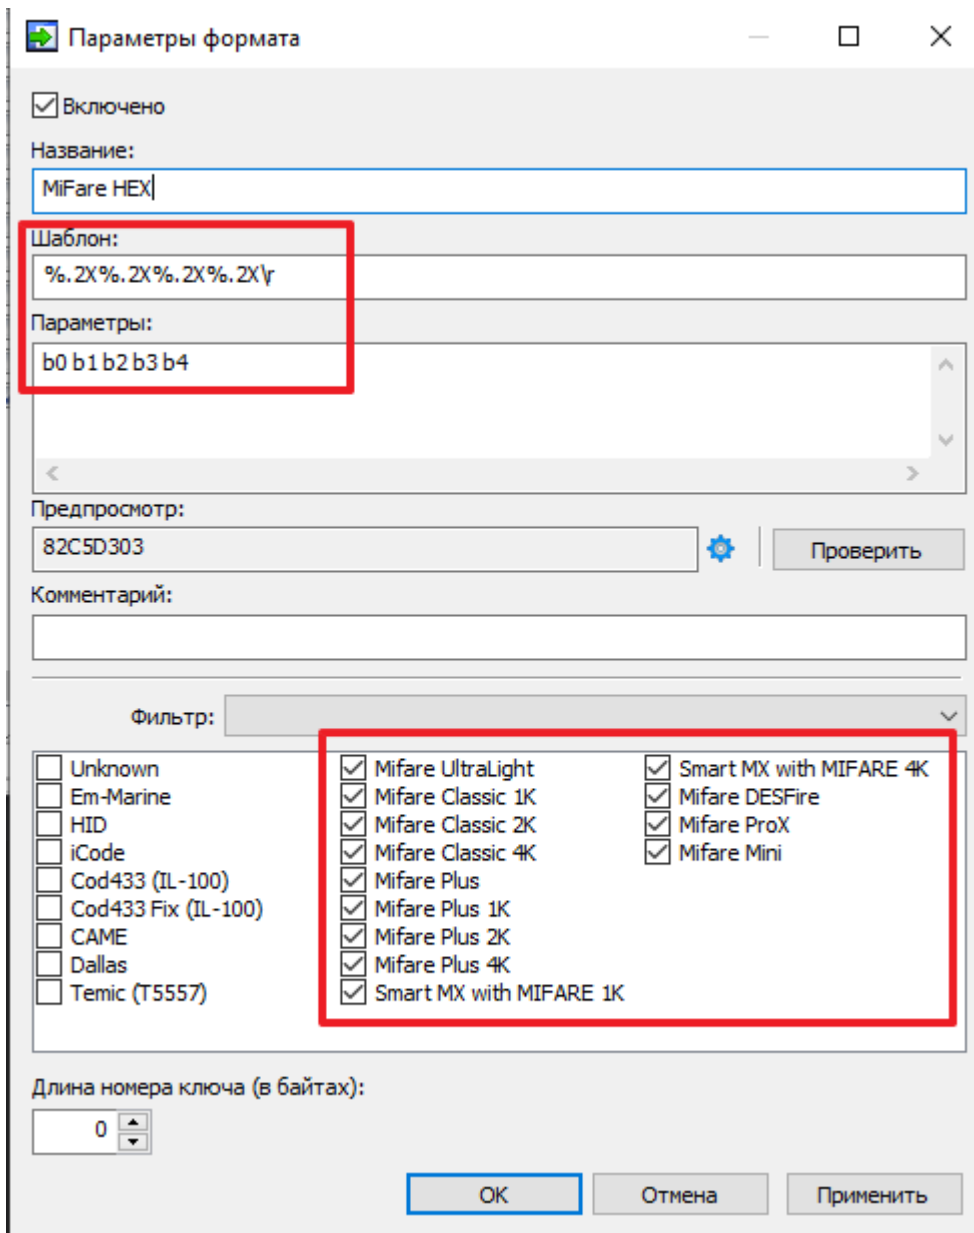 Параметры формата
Включено
Название:
MiFare HEX
Шаблон:
%.2X%.2X%.2X%.2X\r
Параметры:
b0 b1 b2 b3 b4
Предпросмотр:
82C5D303
Проверить
Комментарий:
Фильтр:
Unknown
Em-Marine
HID
iCode
Cod433 (IL-100)
Cod433 Fix (IL-100)
CAME
Dallas
Temic (T5557)
Mifare UltraLight
Mifare Classic 1K
Mifare Classic 2K
Mifare Classic 4K
Mifare Plus
Mifare Plus 1K
Mifare Plus 2K
Mifare Plus 4K
Smart MX with MIFARE 1K
Smart MX with MIFARE 4K
Mifare DESFire
Mifare ProX
Mifare Mini
Длина номера ключа (в байтах):
0
OK
Отмена
Применить